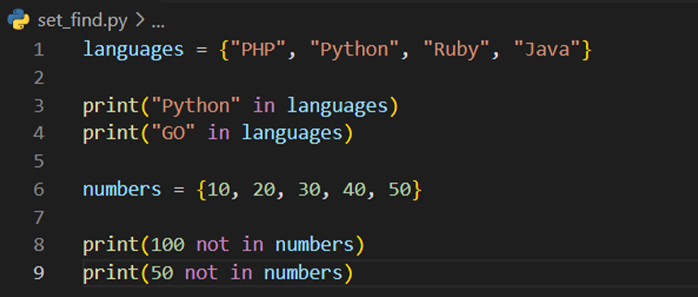 set_find.py > ...
1 languages = {"PHP", "Python", "Ruby", "Java"}
2
3 print("Python" in languages)
4 print("GO" in languages)
5
6 numbers = {10, 20, 30, 40, 50}
7
8 print(100 not in numbers)
9 print(50 not in numbers)